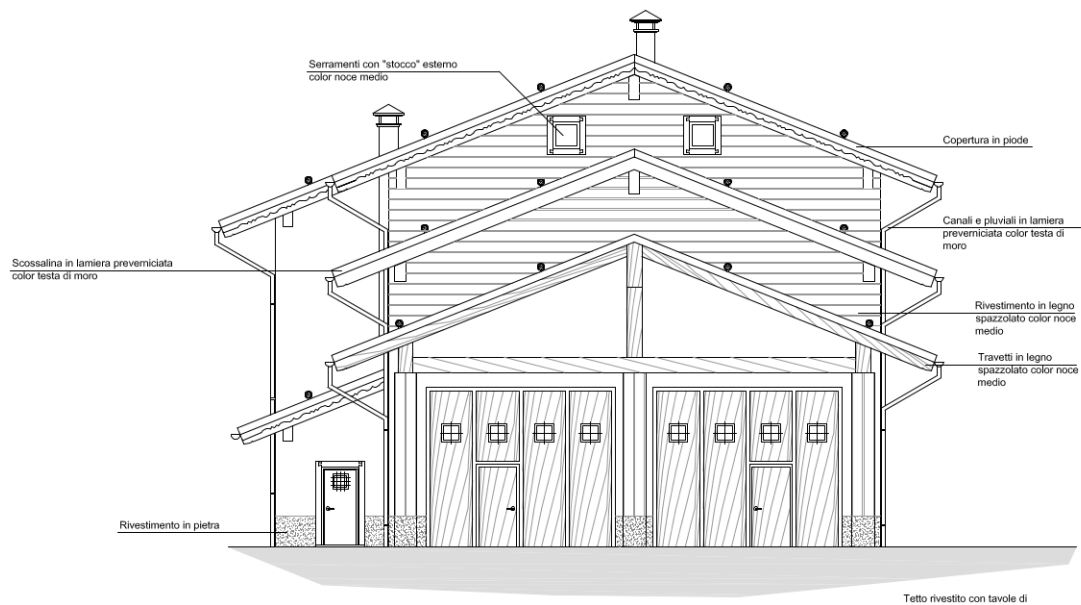 Serramenti con "stocco" esterno
color noce medio
Copertura in piode
Canali e pluviali in lamiera
preverniciata color testa di
moro
Scossalina in lamiera preverniciata
color testa di moro
Rivestimento in legno
spazzolato color noce
medio
Travetti in legno
spazzolato color noce
medio
Rivestimento in pietra
Tetto rivestito con tavole di